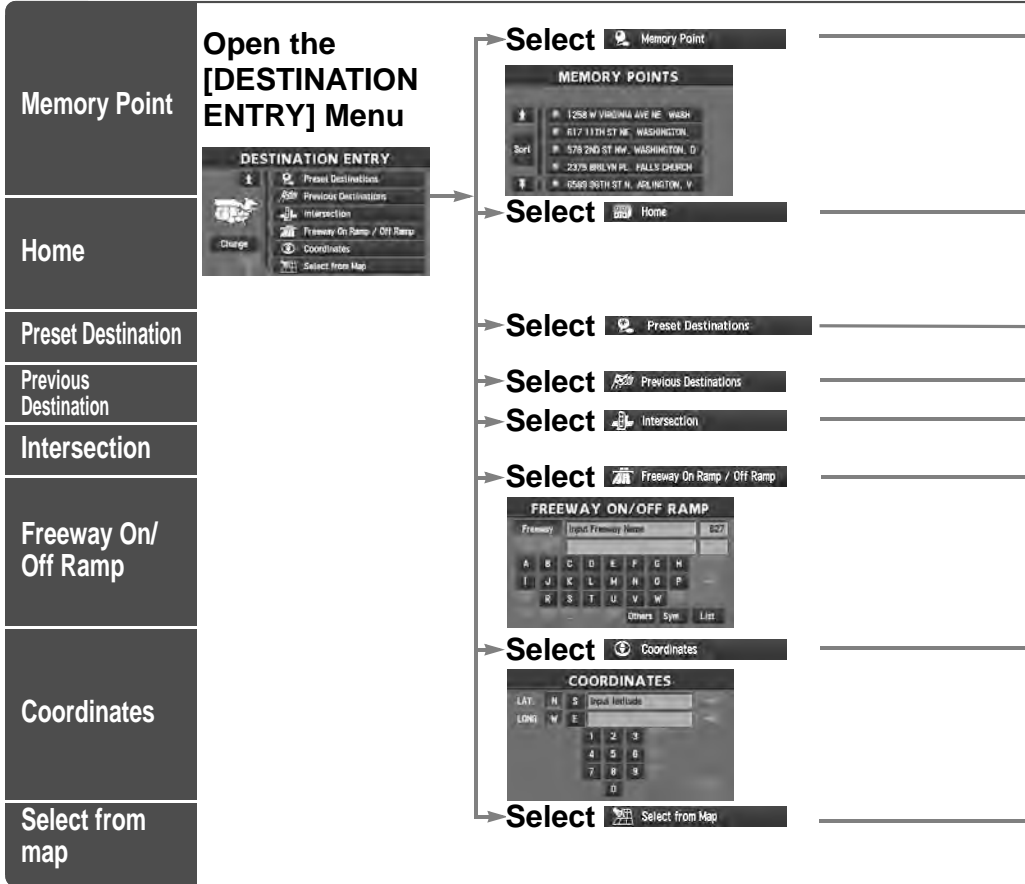 Memory Point
Open the
[DESTINATION
ENTRY] Menu
DESTINATION ENTRY
Preset Destinations
Previous Destinations
Intersection
Freeway On Ramp / Off Ramp
Change
Coordinates
Select from Map
Select Memory Point
MEMORY POINTS
1258 W VIRGINIA AVE NE, WASH
617 11TH ST NE, WASHINGTON,
Sort
578 2ND ST NW, WASHINGTON, D
2375 BRILYN PL, FALLS CHURCH
6589 36TH ST N, ARLINGTON, V
Home
Select Home
Preset Destination
Select Preset Destinations
Previous
Destination
Select Previous Destinations
Intersection
Select Intersection
Freeway On/
Off Ramp
Select Freeway On Ramp / Off Ramp
FREEWAY ON/OFF RAMP
Freeway Input Freeway Name 827
A B C D E F G H
I J K L M N O P
R S T U V W
Others Sym. List
Coordinates
Select Coordinates
COORDINATES
LAT. N S Input latitude
LONG W E
1 2 3
4 5 6
7 8 9
0
Select from
map
Select Select from Map